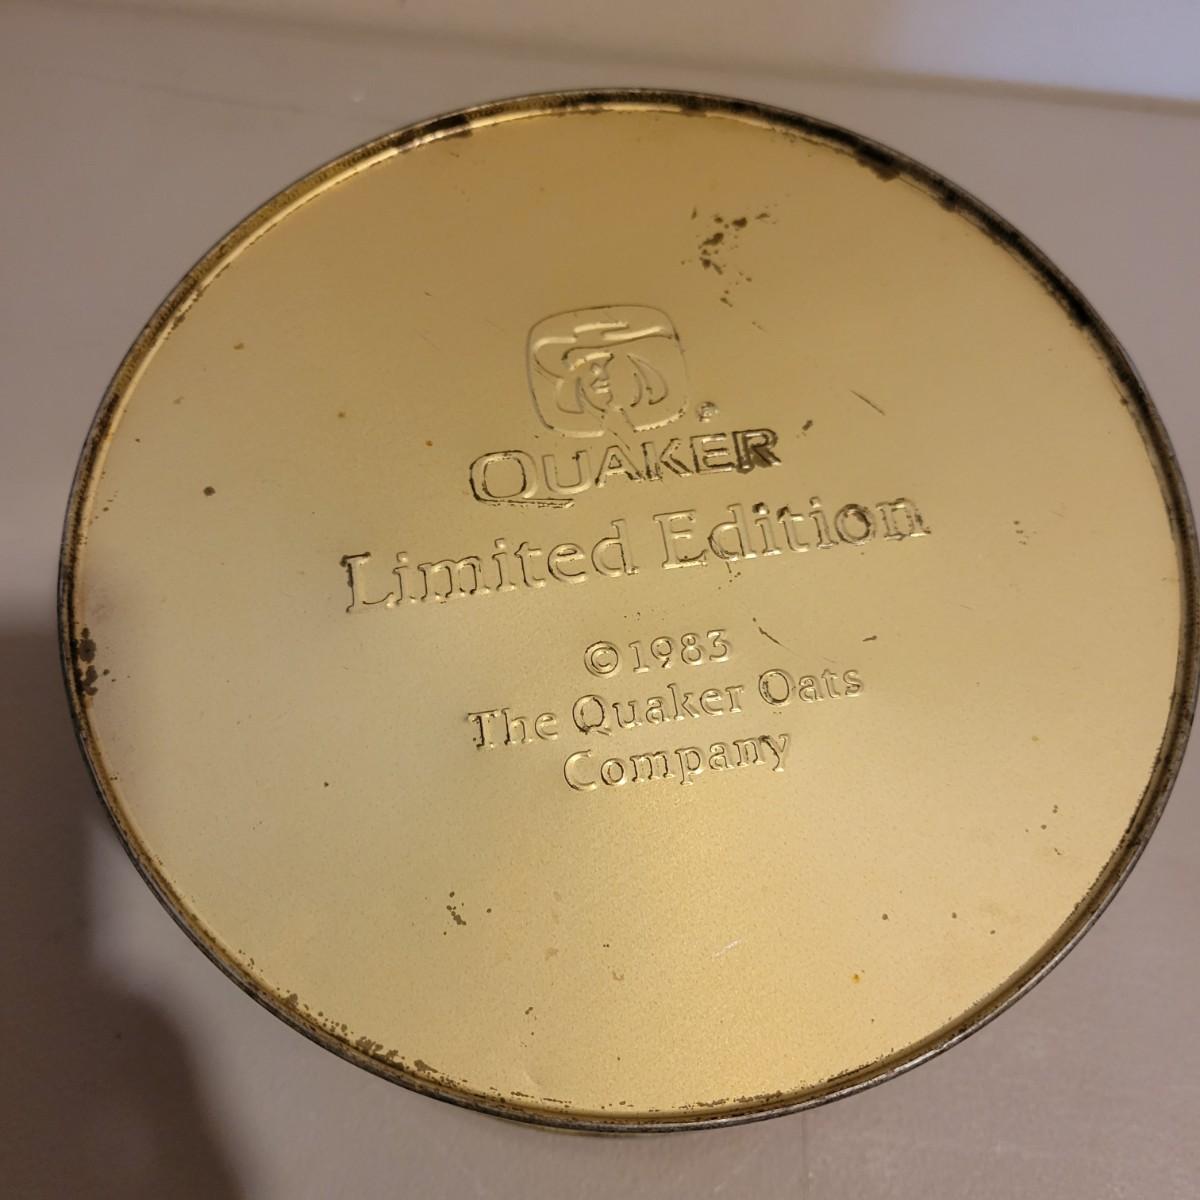 QUAKER®
Limited Edition
©1983
The Quaker Oats
Company